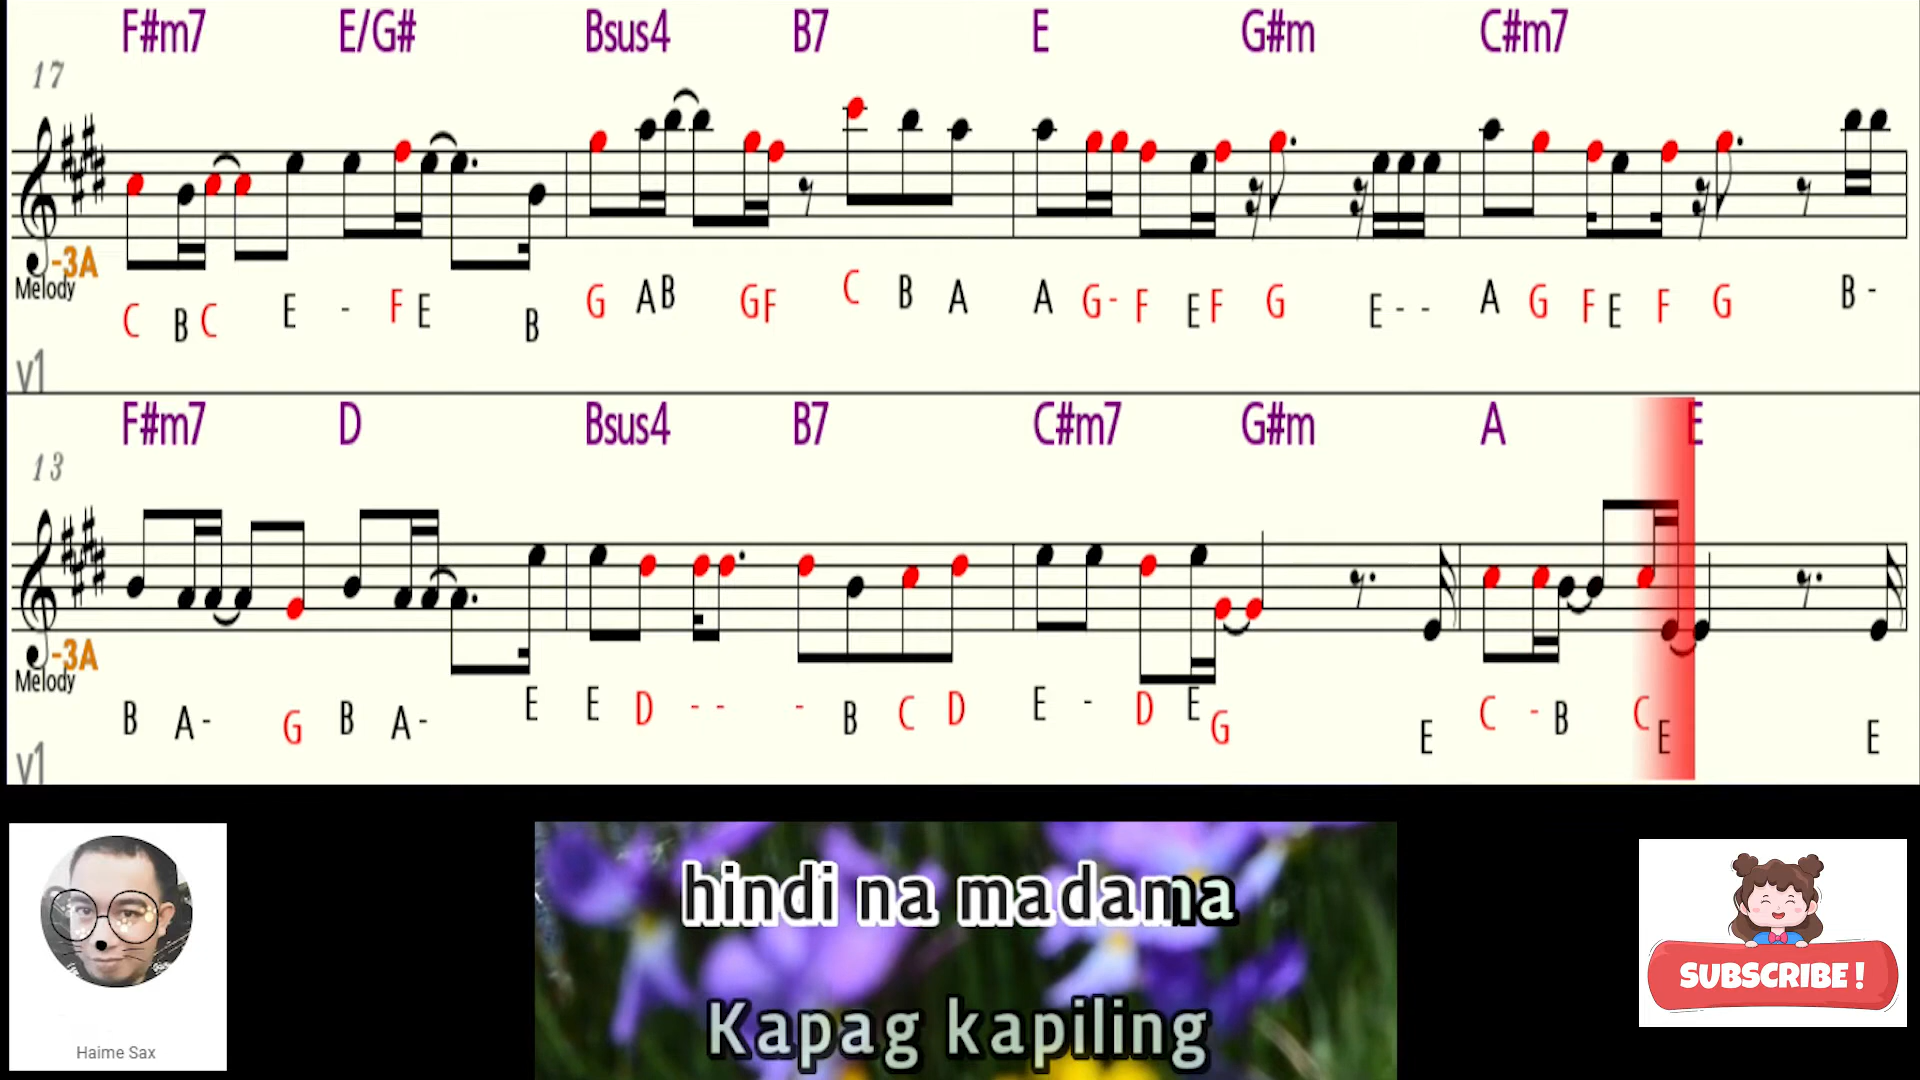 F#m7 E/G# Bsus4 B7 E G#m C#m7
17
-3A
Melody
C B C E - F E B G A B G F C B A A G - F E F G E - - A G F E F G B -
v1
F#m7 D Bsus4 B7 C#m7 G#m A E
13
-3A
Melody
B A - G B A - E E D - - - B C D E - D E G E C - B C E E
v1
hindi na madama
Kapag kapiling
Haime Sax
SUBSCRIBE !